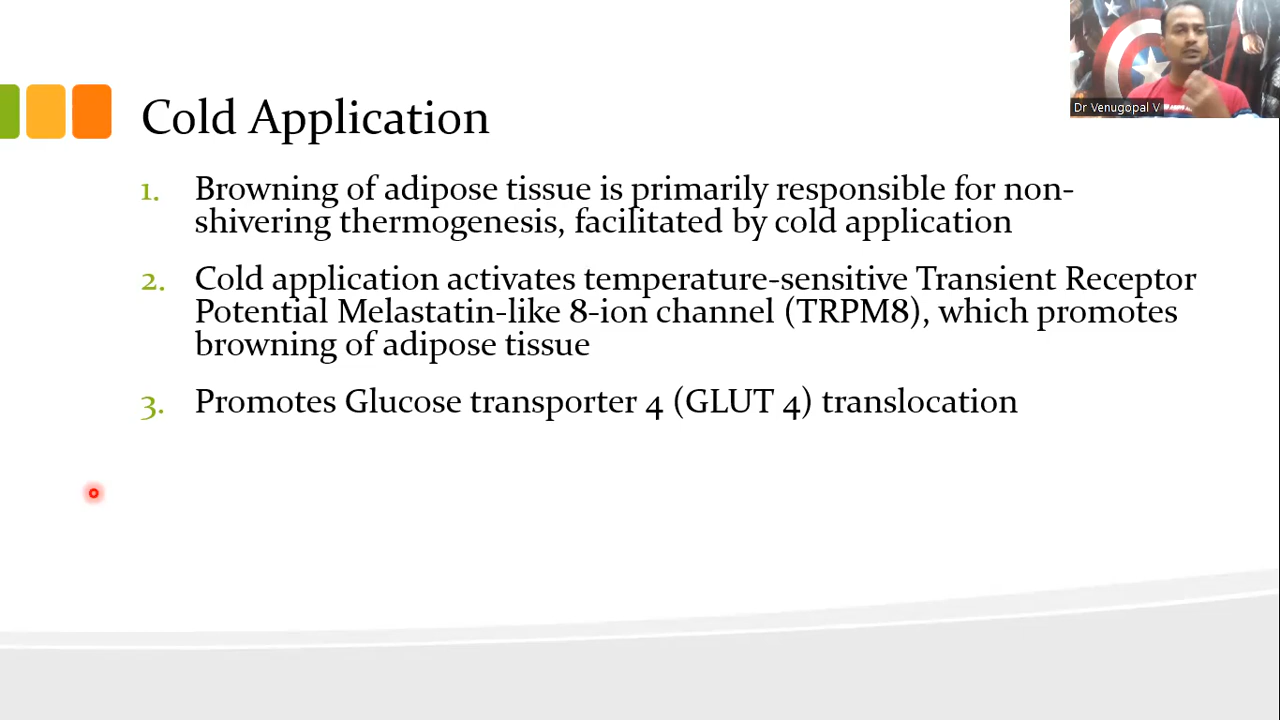 Cold Application
1. Browning of adipose tissue is primarily responsible for non-
shivering thermogenesis, facilitated by cold application
2. Cold application activates temperature-sensitive Transient Receptor
Potential Melastatin-like 8-ion channel (TRPM8), which promotes
browning of adipose tissue
3. Promotes Glucose transporter 4 (GLUT 4) translocation
Dr Venugopal V